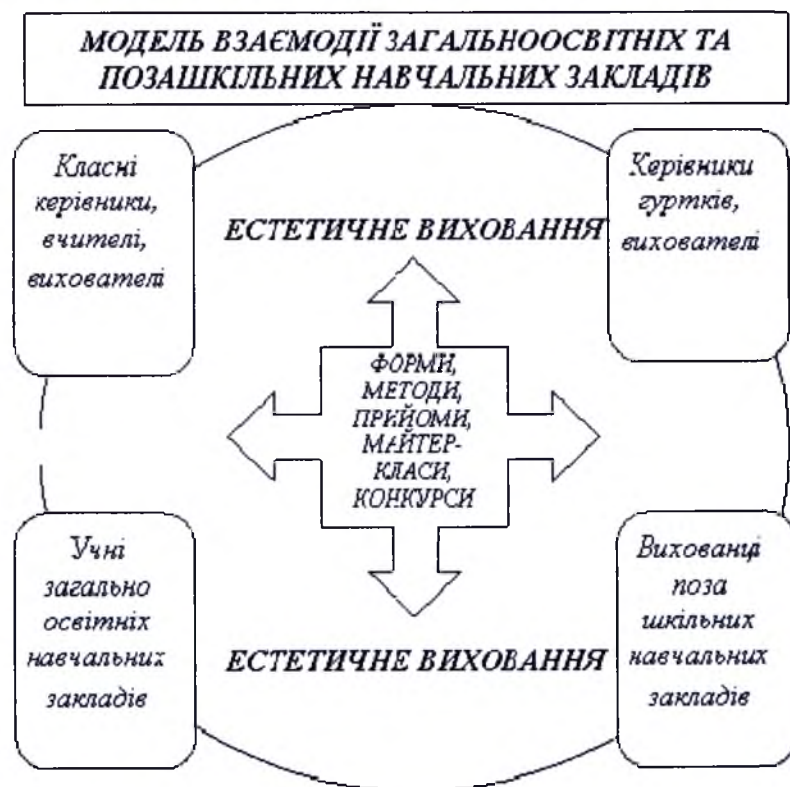 МОДЕЛЬ ВЗАЄМОДІЇ ЗАГАЛЬНООСВІТНІХ ТА
ПОЗАШКІЛЬНИХ НАВЧАЛЬНИХ ЗАКЛАДІВ
Класні
керівники,
вчителі,
вихователі
Керівники
гуртків,
вихователі
ЕСТЕТИЧНЕ ВИХОВАННЯ
ФОРМИ,
МЕТОДИ,
ПРИЙОМИ,
МАЙТЕР-
КЛАСИ,
КОНКУРСИ
Учні
загально
освітніх
навчальних
закладів
Вихованці
поза
шкільних
навчальних
закладів
ЕСТЕТИЧНЕ ВИХОВАННЯ